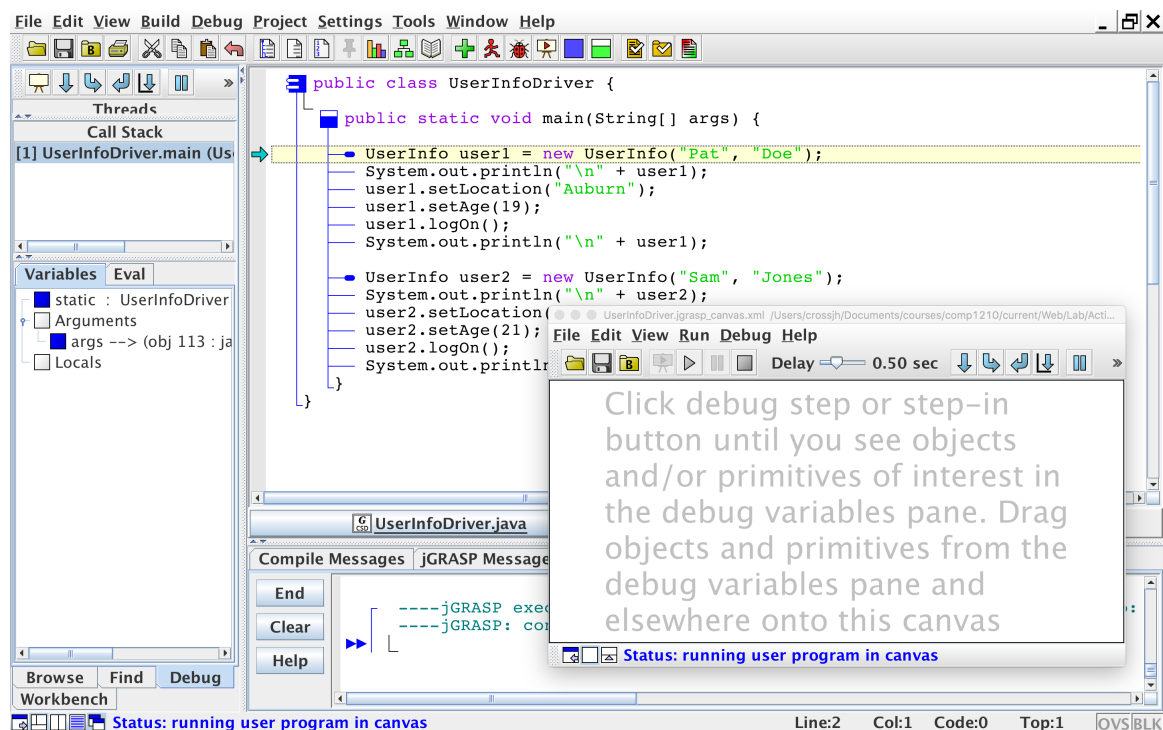 File Edit View Build Debug Project Settings Tools Window Help
Threads
Call Stack
[1] UserInfoDriver.main (Us
Variables Eval
static : UserInfoDriver
Arguments
args --> (obj 113 : ja
Locals
Browse Find Debug
Workbench
public class UserInfoDriver {
public static void main(String[] args) {
UserInfo user1 = new UserInfo("Pat", "Doe");
System.out.println("\n" + user1);
user1.setLocation("Auburn");
user1.setAge(19);
user1.logOn();
System.out.println("\n" + user1);
UserInfo user2 = new UserInfo("Sam", "Jones");
System.out.println("\n" + user2);
user2.setLocation(
user2.setAge(21);
user2.logOn();
System.out.println
}
}
UserInfoDriver.java
Compile Messages jGRASP Message
End
Clear
Help
----jGRASP exec
----jGRASP: con
UserInfoDriver.jgrasp_canvas.xml /Users/crossjh/Documents/courses/comp1210/current/Web/Lab/Acti...
File Edit View Run Debug Help
Delay 0.50 sec
Click debug step or step-in
button until you see objects
and/or primitives of interest in
the debug variables pane. Drag
objects and primitives from the
debug variables pane and
elsewhere onto this canvas
Status: running user program in canvas
Status: running user program in canvas
Line:2 Col:1 Code:0 Top:1 OVS BLK